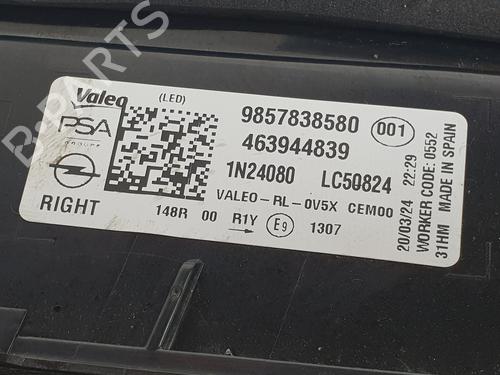 Valeo (LED)
PSA
GROUPE
RIGHT
9857838580 001
463944839
1N24080 LC50824
VALEO-RL-0V5X CEM00
148R 00 R1Y E9 1307
20/03/24 22:29
WORKER CODE: 0552
31HM MADE IN SPAIN
B-Parts